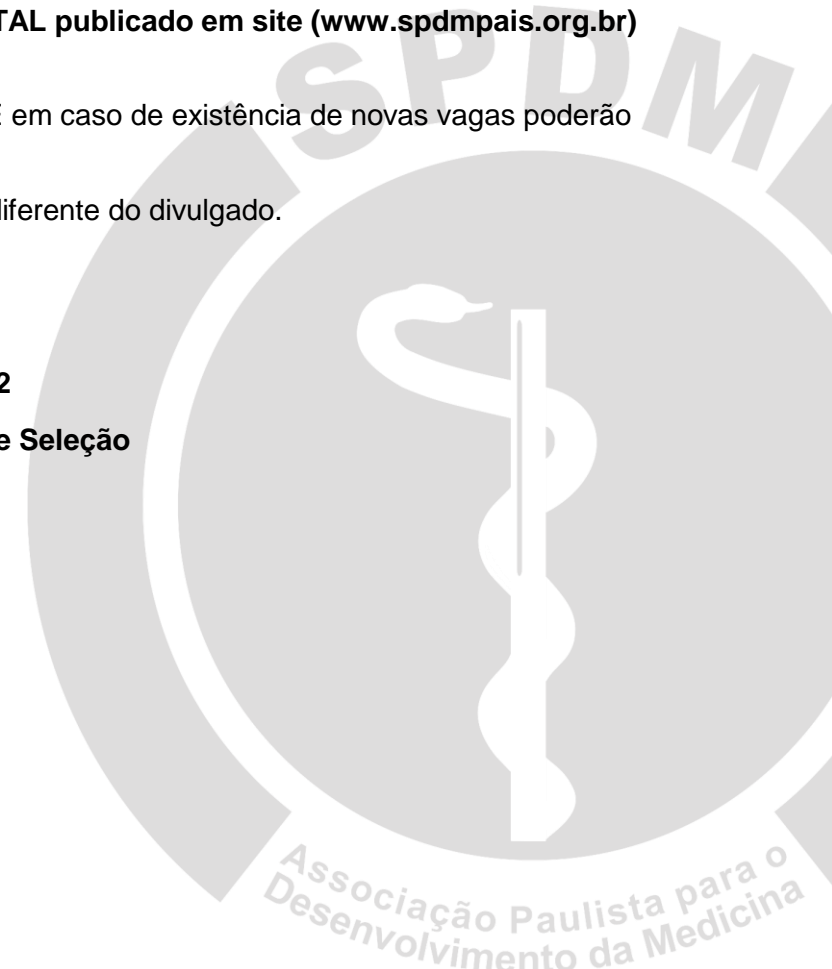 TAL publicado em site (www.spdmpais.org.br)
SPDM
em caso de existência de novas vagas poderão
diferente do divulgado.
2
e Seleção
Associação Paulista para o
Desenvolvimento da Medicina